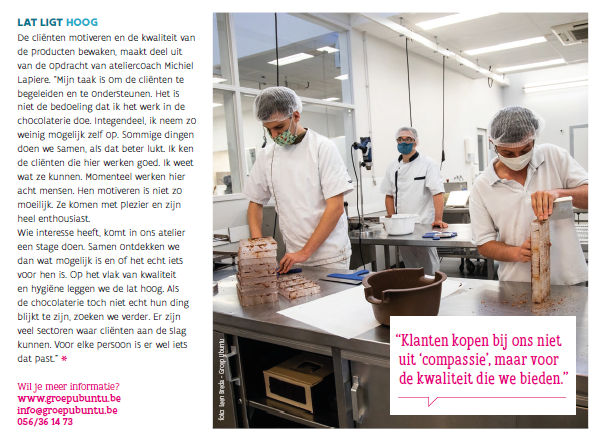 LAT LIGT HOOG
De cliënten motiveren en de kwaliteit van
de producten bewaken, maakt deel uit
van de opdracht van ateliercoach Michiel
Lapiere. “Mijn taak is om de cliënten te
begeleiden en te ondersteunen. Het is
niet de bedoeling dat ik het werk in de
chocolaterie doe. Integendeel, ik neem zo
weinig mogelijk zelf op. Sommige dingen
doen we samen, als dat beter lukt. Ik ken
de cliënten die hier werken goed. Ik weet
wat ze kunnen. Momenteel werken hier
acht mensen. Hen motiveren is niet zo
moeilijk. Ze komen met plezier en zijn
heel enthousiast.
Wie interesse heeft, komt in ons atelier
een stage doen. Samen ontdekken we
dan wat mogelijk is en of het echt iets
voor hen is. Op het vlak van kwaliteit
en hygiëne leggen we de lat hoog. Als
de chocolaterie toch niet echt hun ding
blijkt te zijn, zoeken we verder. Er zijn
veel sectoren waar cliënten aan de slag
kunnen. Voor elke persoon is er wel iets
dat past.” *
Wil je meer informatie?
www.groepubuntu.be
info@groepubuntu.be
056/36 14 73
foto: Leen Breda - Groep Ubuntu
“Klanten kopen bij ons niet
uit ‘compassie’, maar voor
de kwaliteit die we bieden.”